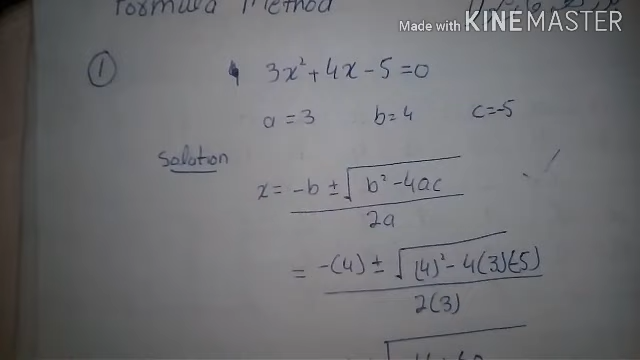 Formula Method
Made with KINEMASTER
① 3x² + 4x - 5 = 0
a = 3 b = 4 c = -5
Solution
x = -b ± √b² - 4ac
2a
= -(4) ± √(4)² - 4(3)(-5)
2(3)